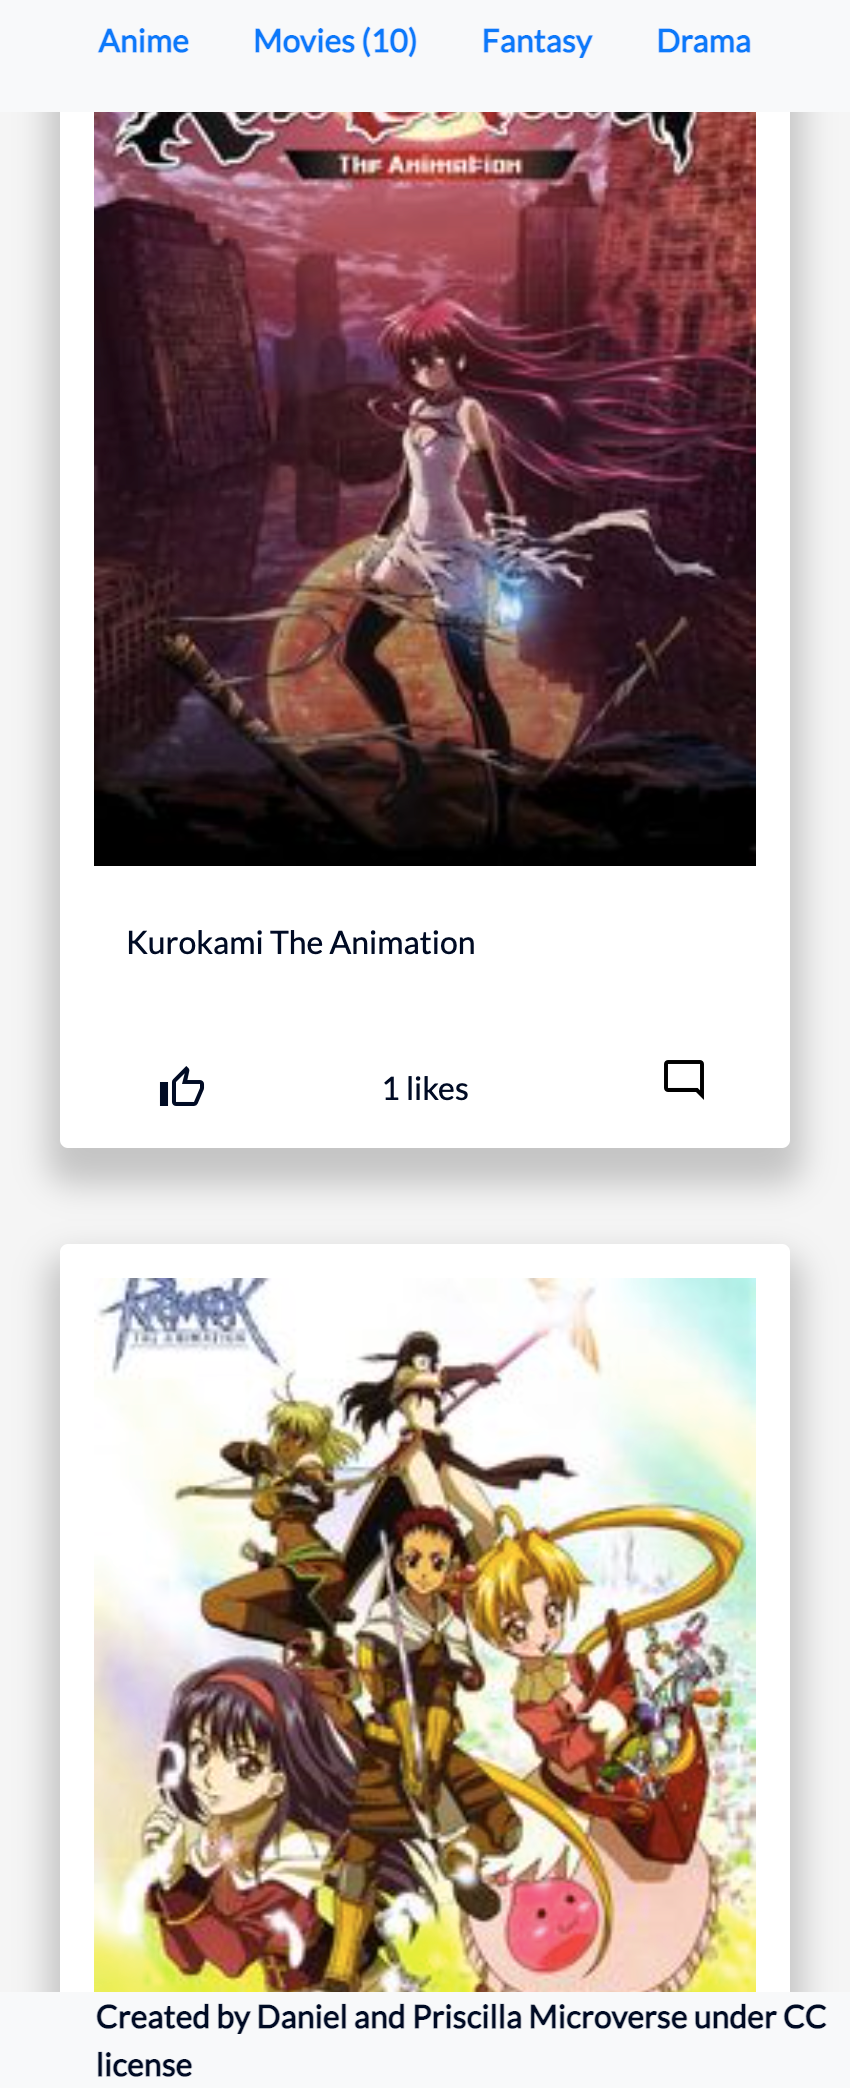 Anime Movies (10) Fantasy Drama
The Animation
Kurokami The Animation
1 likes
THE ANIMATION
Created by Daniel and Priscilla Microverse under CC
license